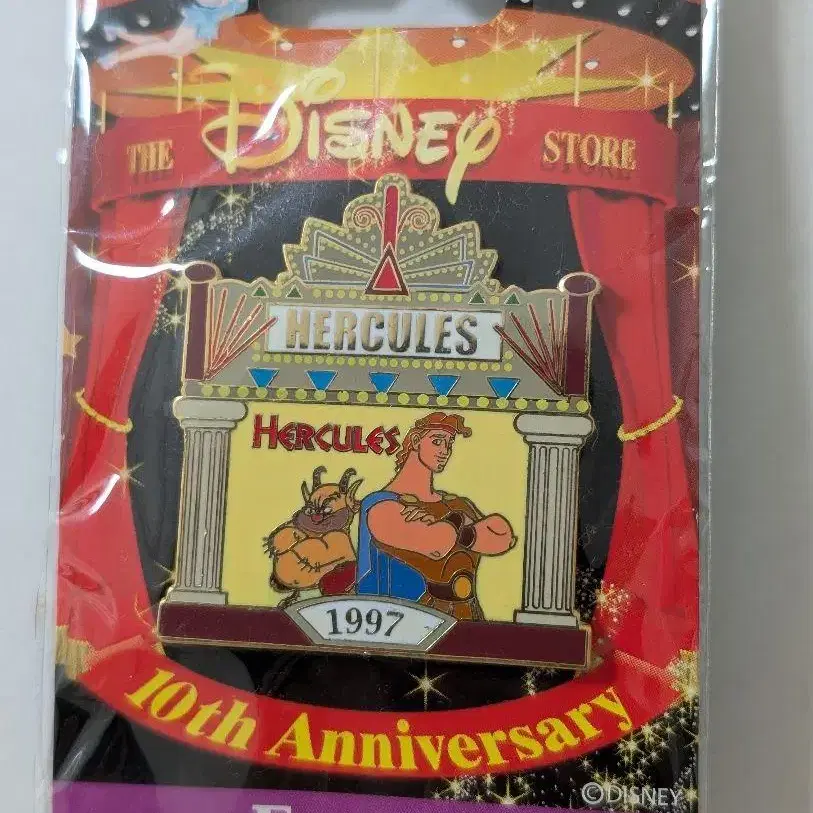 THE DISNEY STORE
HERCULES
HERCULES
1997
10th Anniversary
©DISNEY